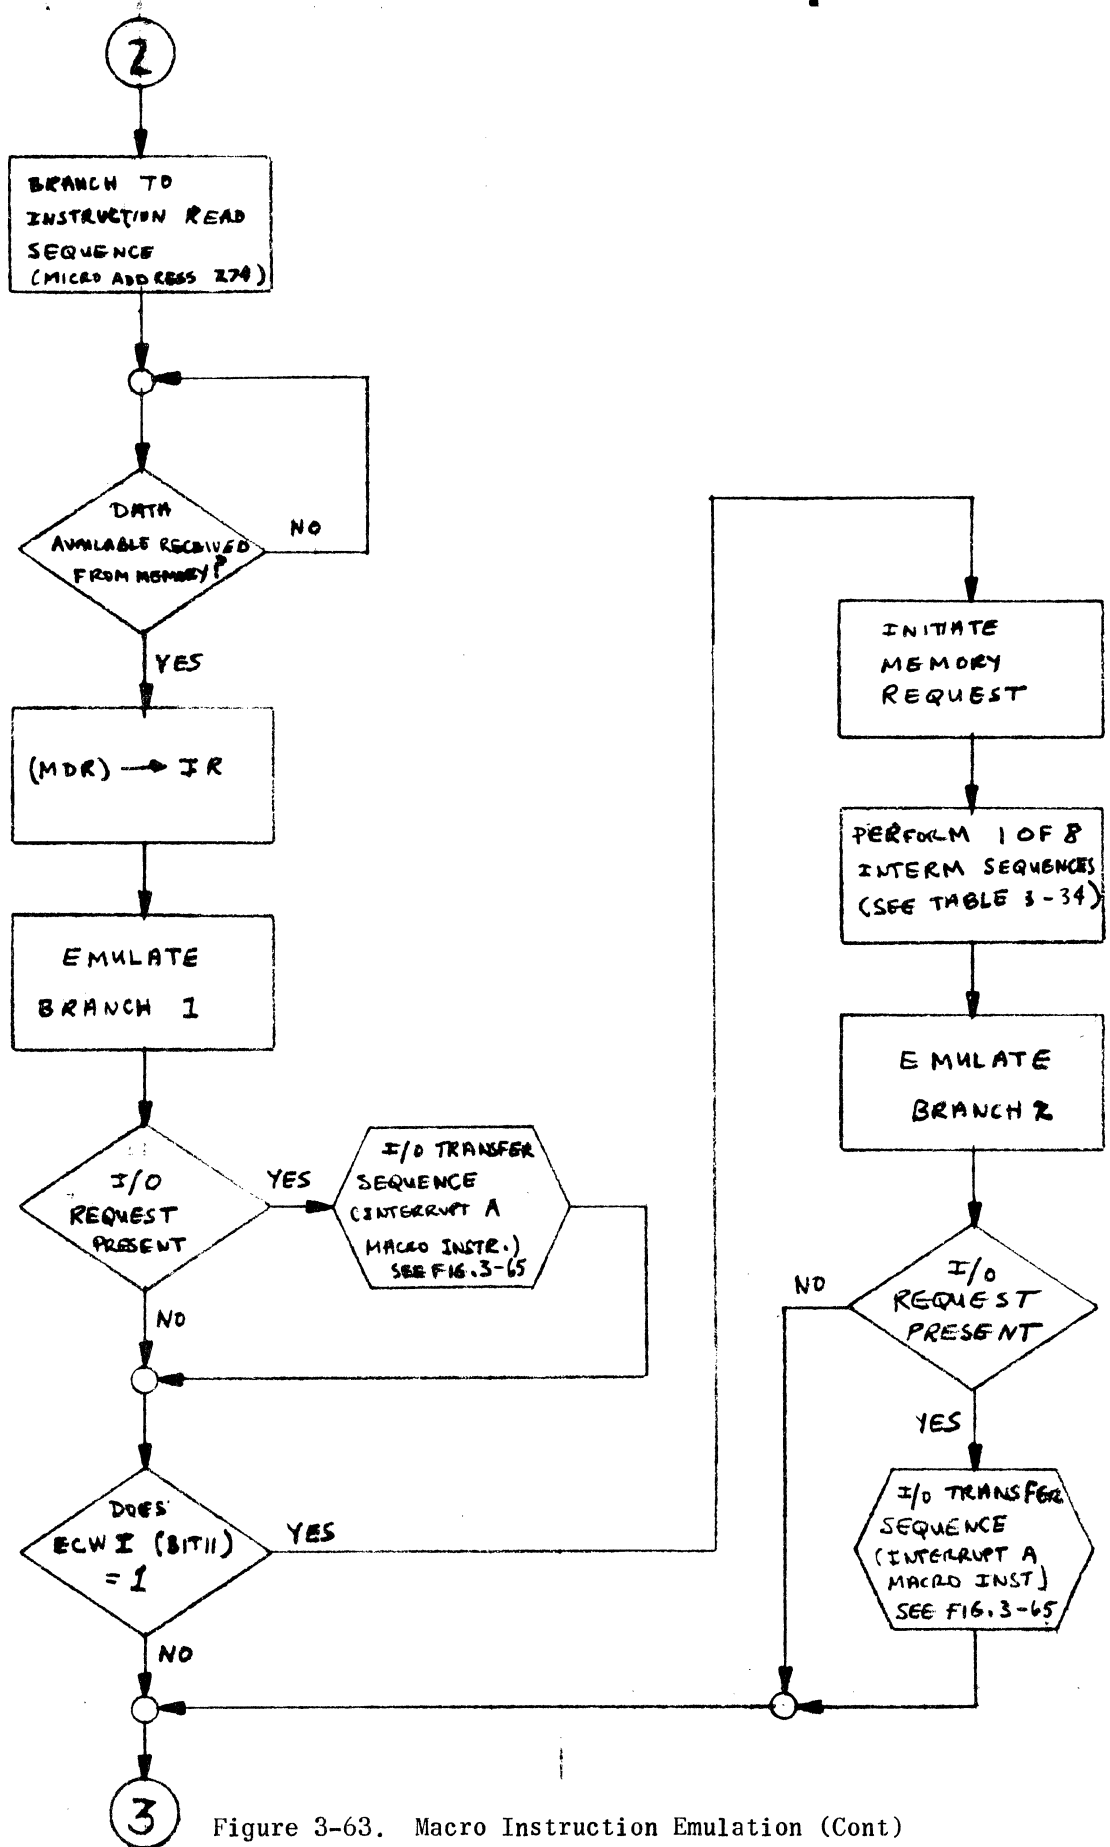 2
BRANCH TO
INSTRUCTION READ
SEQUENCE
(MICRO ADDRESS 274)
DATA
AVAILABLE RECEIVED
FROM MEMORY?
NO
YES
(MDR) → IR
EMULATE
BRANCH 1
I/O
REQUEST
PRESENT
YES
I/O TRANSFER
SEQUENCE
(INTERRUPT A
MACRO INSTR.)
SEE FIG. 3-65
NO
DOES
ECW I (BIT11)
= 1
YES
NO
3
INITIATE
MEMORY
REQUEST
PERFORM 1 OF 8
INTERM SEQUENCES
(SEE TABLE 3-34)
EMULATE
BRANCH 2
I/O
REQUEST
PRESENT
NO
YES
I/O TRANSFER
SEQUENCE
(INTERRUPT A
MACRO INST)
SEE FIG. 3-65
Figure 3-63. Macro Instruction Emulation (Cont)